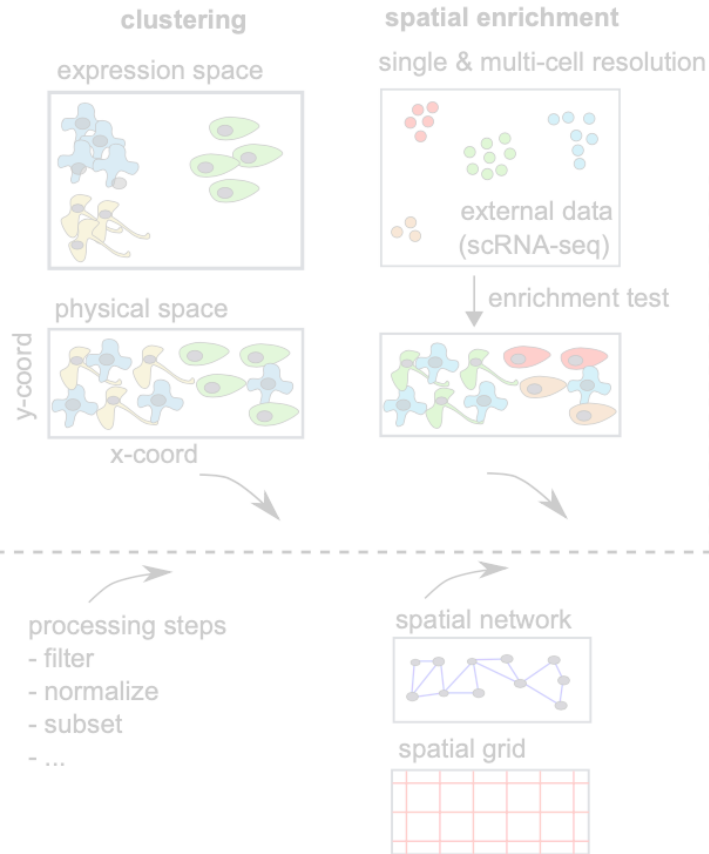 clustering
expression space
physical space
y-coord
x-coord
spatial enrichment
single & multi-cell resolution
external data
(scRNA-seq)
enrichment test
processing steps
- filter
- normalize
- subset
- ...
spatial network
spatial grid